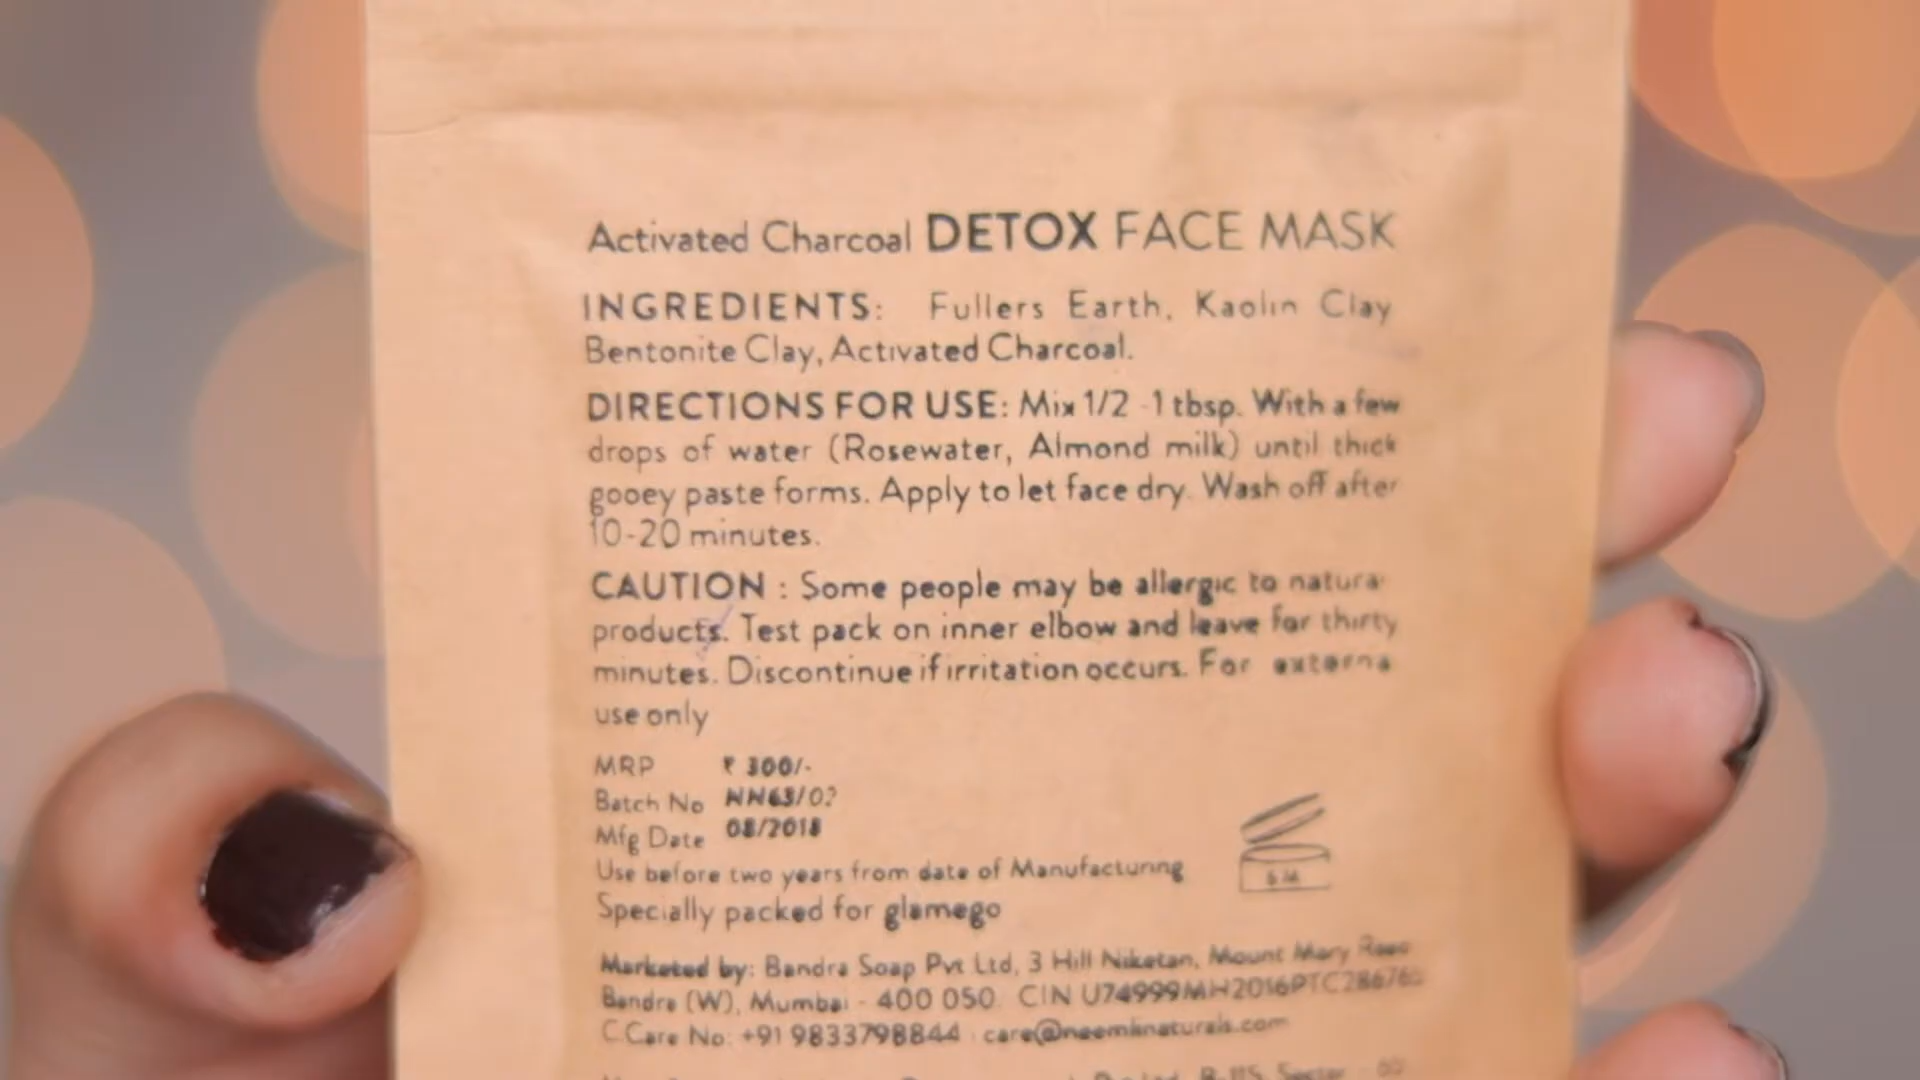 Activated Charcoal DETOX FACE MASK
INGREDIENTS: Fullers Earth, Kaolin Clay
Bentonite Clay, Activated Charcoal.
DIRECTIONS FOR USE: Mix 1/2 -1 tbsp. With a few
drops of water (Rosewater, Almond milk) until thick
gooey paste forms. Apply to let face dry. Wash off after
10-20 minutes.
CAUTION : Some people may be allergic to natura
products. Test pack on inner elbow and leave for thirty
minutes. Discontinue if irritation occurs. For externa
use only
MRP ₹ 300/-
Batch No
Mfg Date 08/2018
Use before two years from date of Manufacturing
Specially packed for glamego
Marketed by: Bandra Soap Pvt Ltd, 3 Hill Niketan, Mount Mary Road
Bandra (W), Mumbai - 400 050. CIN
C.Care No: +91 9833798844 care@neemlinaturals.com